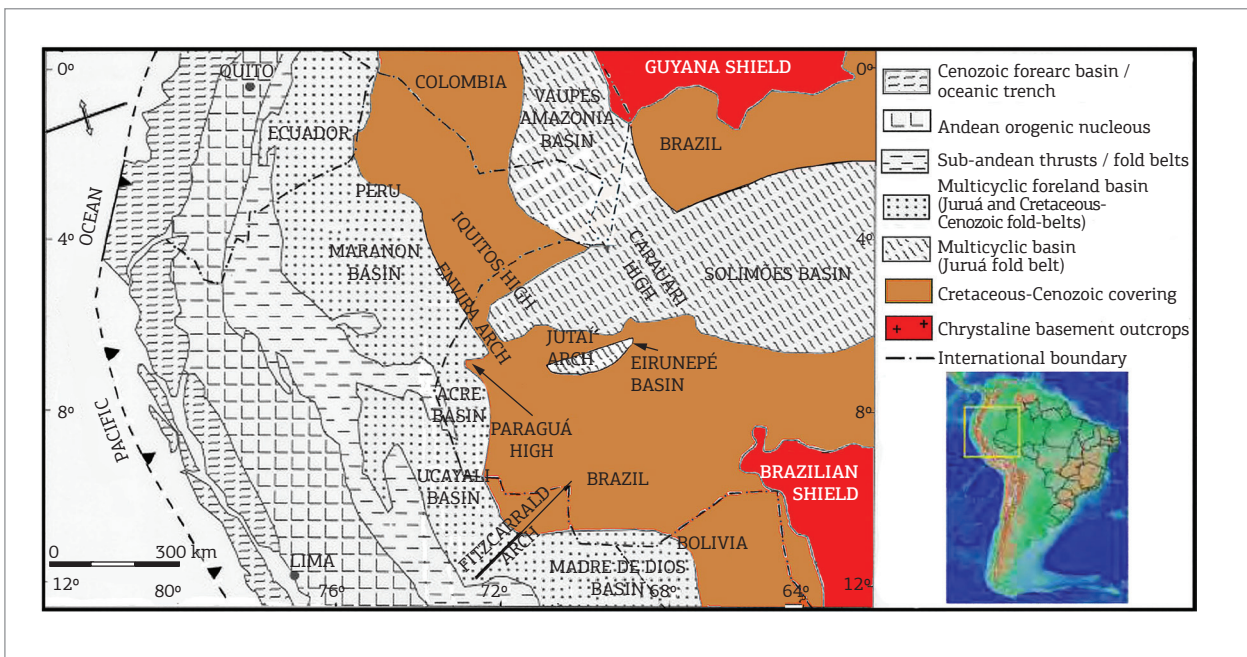 0º
QUITO
COLOMBIA
GUYANA SHIELD
0º
VAUPES
AMAZONIA
BASIN
ECUADOR
BRAZIL
PERU
OCEAN
4º
MARANON
BASIN
IQUITOS HIGH
ENVIRA ARCH
CARAUARI
HIGH
SOLIMÕES BASIN
4º
JUTAÍ
ARCH
EIRUNEPÉ
BASIN
8º
ACRE
BASIN
PARAGUÁ
HIGH
8º
PACIFIC
UCAYALI
BASIN
BRAZIL
BRAZILIAN
SHIELD
FITZCARRALD
ARCH
BOLIVIA
0 300 km
LIMA
MADRE DE DIOS
BASIN
12º
80º
76º
72º
68º
64º
12º
Cenozoic forearc basin /
oceanic trench
Andean orogenic nucleous
Sub-andean thrusts / fold belts
Multicyclic foreland basin
(Juruá and Cretaceous-
Cenozoic fold-belts)
Multicyclic basin
(Juruá fold belt)
Cretaceous-Cenozoic covering
Chrystaline basement outcrops
International boundary